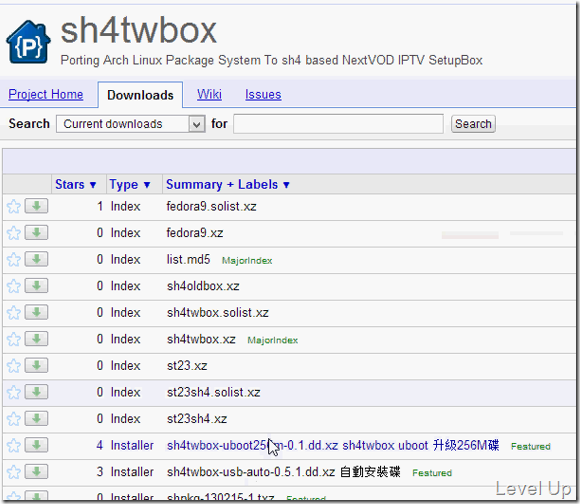 {P}
sh4twbox
Porting Arch Linux Package System To sh4 based NextVOD IPTV SetupBox
Project Home Downloads Wiki Issues
Search Current downloads for Search
Stars ▼ Type ▼ Summary + Labels ▼
1 Index fedora9.solist.xz
0 Index fedora9.xz
0 Index list.md5 MajorIndex
0 Index sh4oldbox.xz
0 Index sh4twbox.solist.xz
0 Index sh4twbox.xz MajorIndex
0 Index st23.xz
0 Index st23sh4.solist.xz
0 Index st23sh4.xz
4 Installer sh4twbox-uboot256m-0.1.dd.xz sh4twbox uboot 升級256M碟 Featured
3 Installer sh4twbox-usb-auto-0.5.1.dd.xz 自動安裝碟 Featured
0 Installer shpkg-130215-1.txz Featured
Level Up